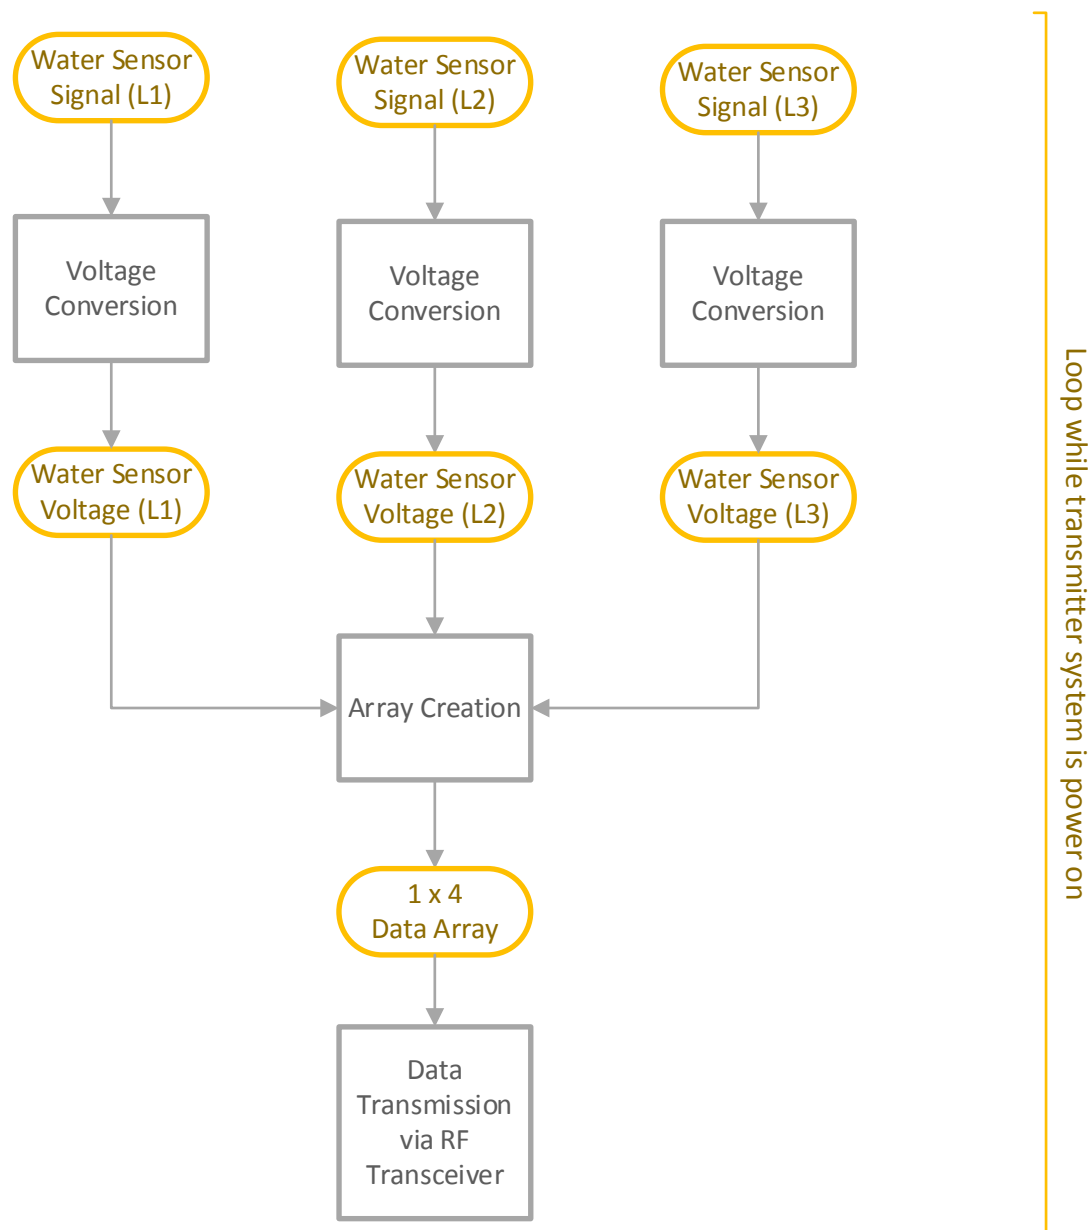 Water Sensor
Signal (L1)
Water Sensor
Signal (L2)
Water Sensor
Signal (L3)
Voltage
Conversion
Voltage
Conversion
Voltage
Conversion
Water Sensor
Voltage (L1)
Water Sensor
Voltage (L2)
Water Sensor
Voltage (L3)
Array Creation
1 x 4
Data Array
Data
Transmission
via RF
Transceiver
Loop while transmitter system is power on